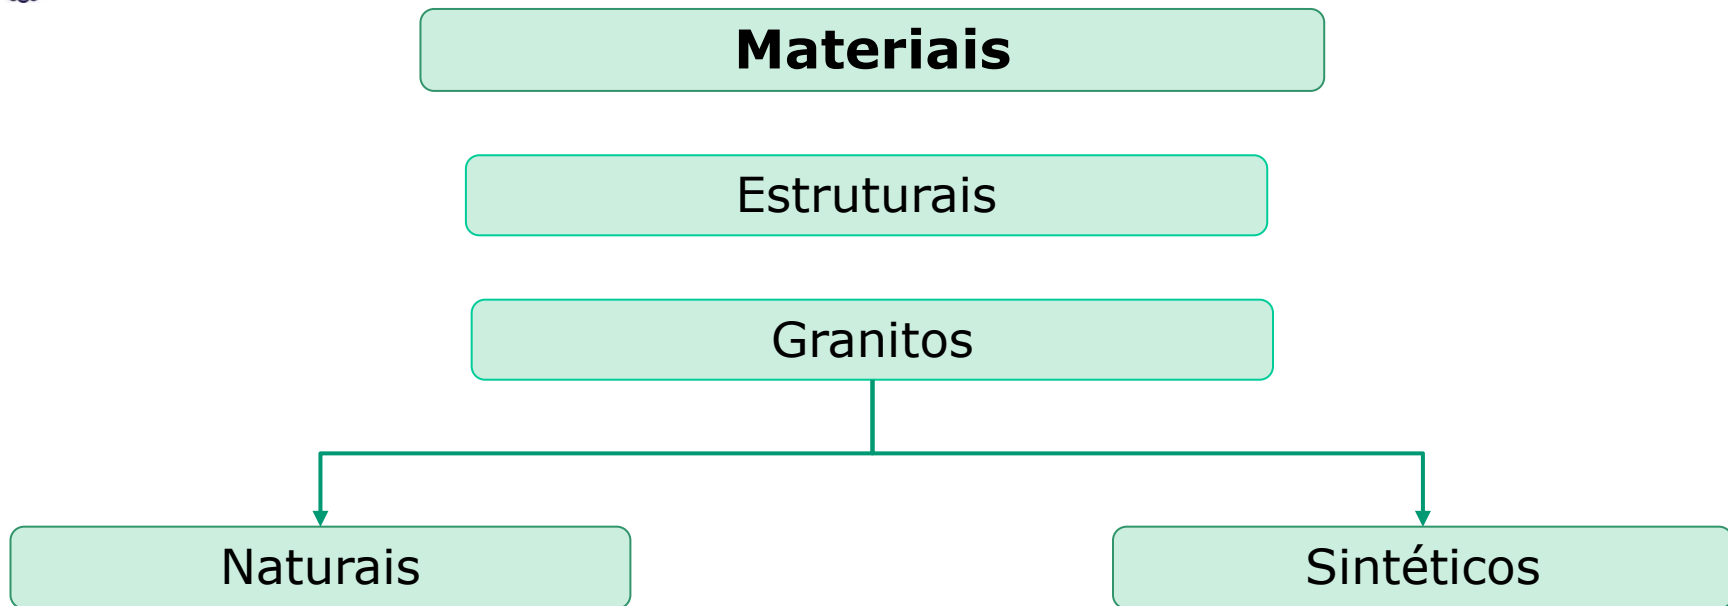 Materiais
Estruturais
Granitos
Naturais
Sintéticos